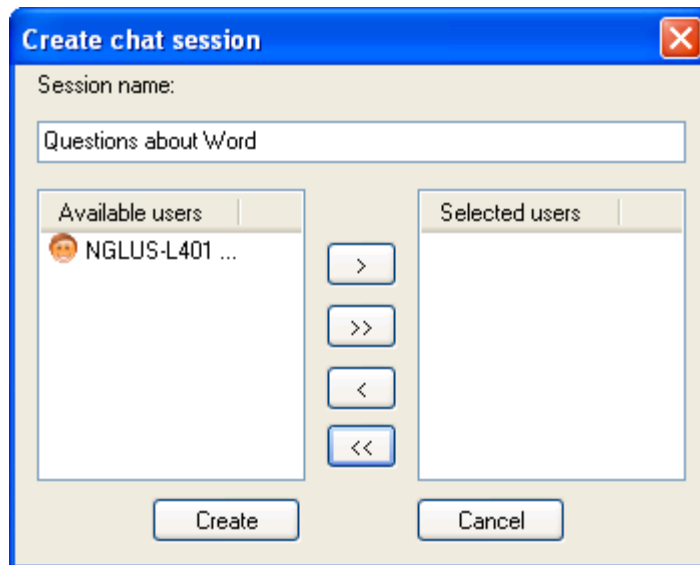 Create chat session
Session name:
Questions about Word
Available users
Selected users
NGLUS-L401 ...
>
>>
<
<<
Create
Cancel